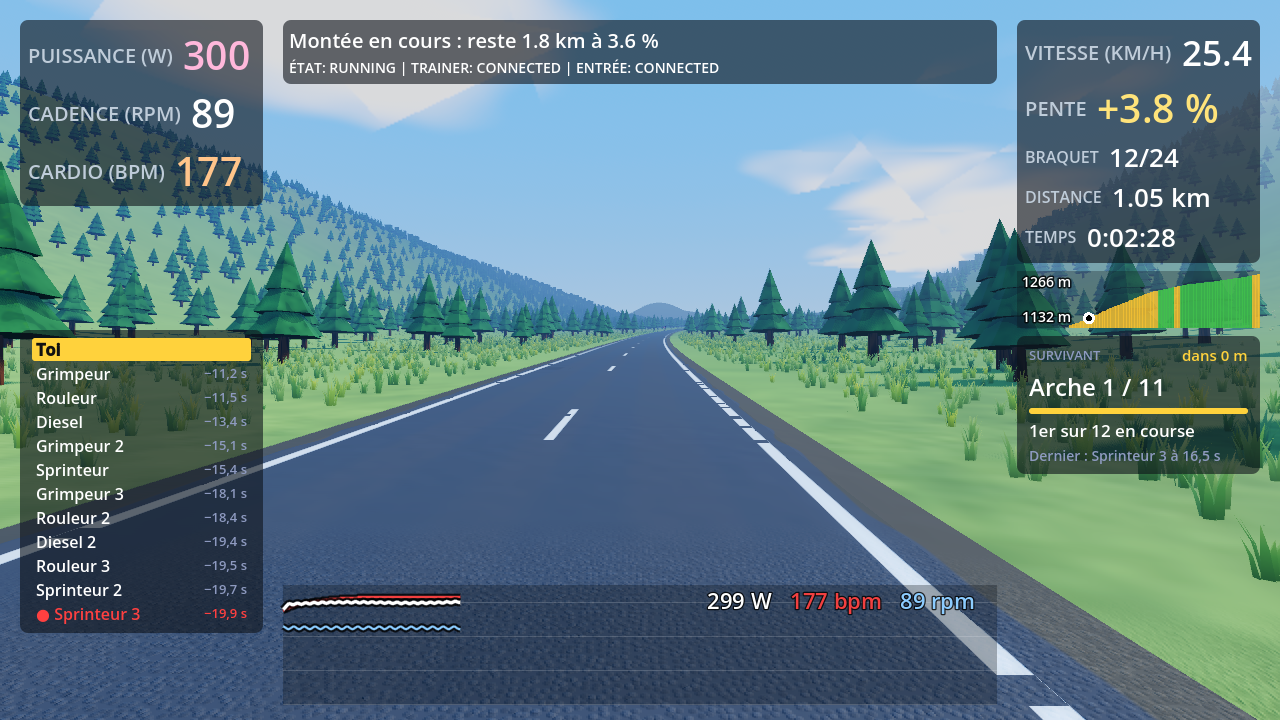 PUISSANCE (W) 300
CADENCE (RPM) 89
CARDIO (BPM) 177
Montée en cours : reste 1.8 km à 3.6 %
ÉTAT: RUNNING | TRAINER: CONNECTED | ENTRÉE: CONNECTED
VITESSE (KM/H) 25.4
PENTE +3.8 %
BRAQUET 12/24
DISTANCE 1.05 km
TEMPS 0:02:28
1266 m
1132 m
SURVIVANT dans 0 m
Arche 1 / 11
1er sur 12 en course
Dernier : Sprinteur 3 à 16,5 s
Toi
Grimpeur −11,2 s
Rouleur −11,5 s
Diesel −13,4 s
Grimpeur 2 −15,1 s
Sprinteur −15,4 s
Grimpeur 3 −18,1 s
Rouleur 2 −18,4 s
Diesel 2 −19,4 s
Rouleur 3 −19,5 s
Sprinteur 2 −19,7 s
Sprinteur 3 −19,9 s
299 W 177 bpm 89 rpm